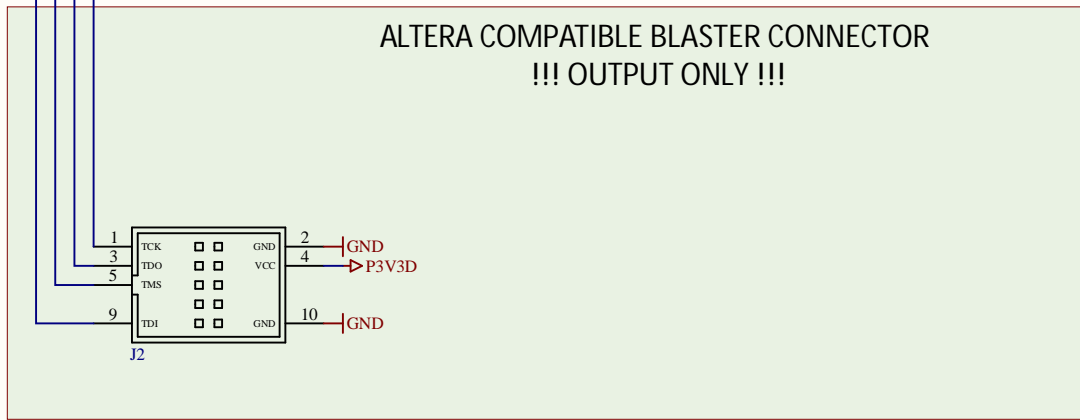 ALTERA COMPATIBLE BLASTER CONNECTOR
!!! OUTPUT ONLY !!!
1 TCK GND 2 GND
3 TDO VCC 4 P3V3D
5 TMS
9 TDI GND 10 GND
J2